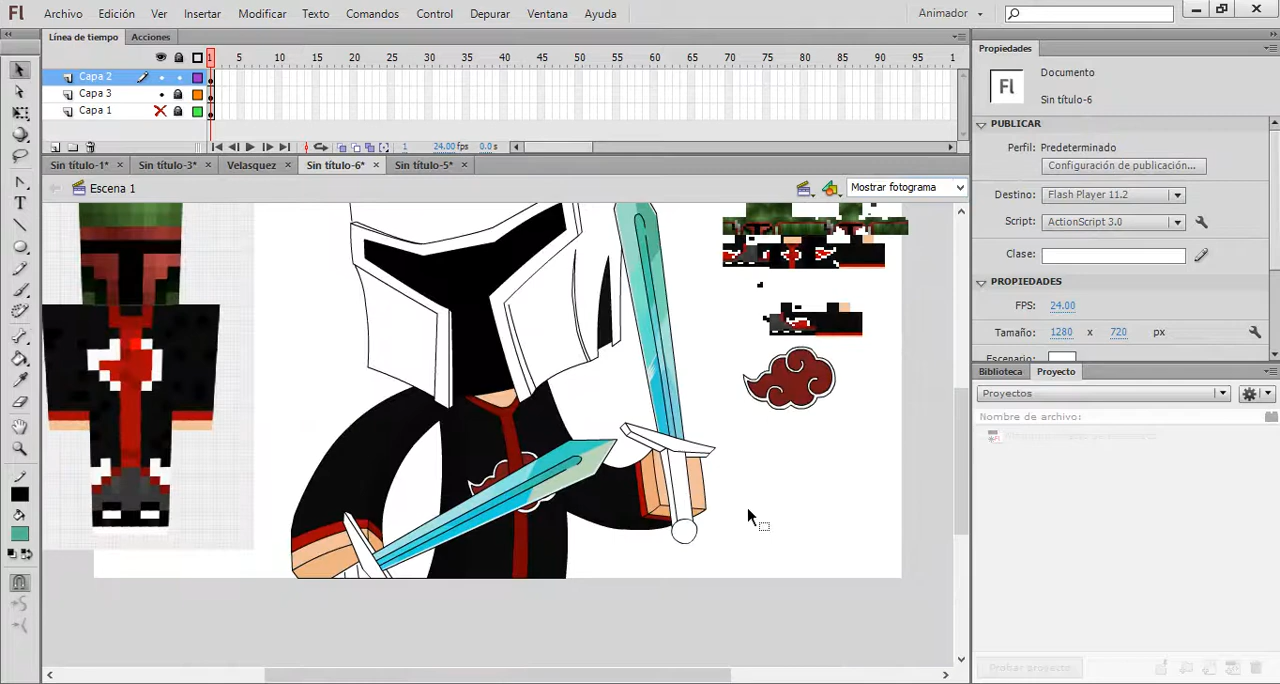 Fl Archivo Edición Ver Insertar Modificar Texto Comandos Control Depurar Ventana Ayuda Animador
Línea de tiempo Acciones
1 5 10 15 20 25 30 35 40 45 50 55 60 65 70 75 80 85 90 95 1
Capa 2
Capa 3
Capa 1
1 24.00 fps 0.0 s
Sin título-1* × Sin título-3* × Velasquez × Sin título-6* × Sin título-5* ×
Escena 1 Mostrar fotograma
Propiedades
Fl Documento
Sin título-6
PUBLICAR
Perfil: Predeterminado
Configuración de publicación...
Destino: Flash Player 11.2
Script: ActionScript 3.0
Clase:
PROPIEDADES
FPS: 24.00
Tamaño: 1280 x 720 px
Escenario:
Biblioteca Proyecto
Proyectos
Nombre de archivo:
Probar proyecto